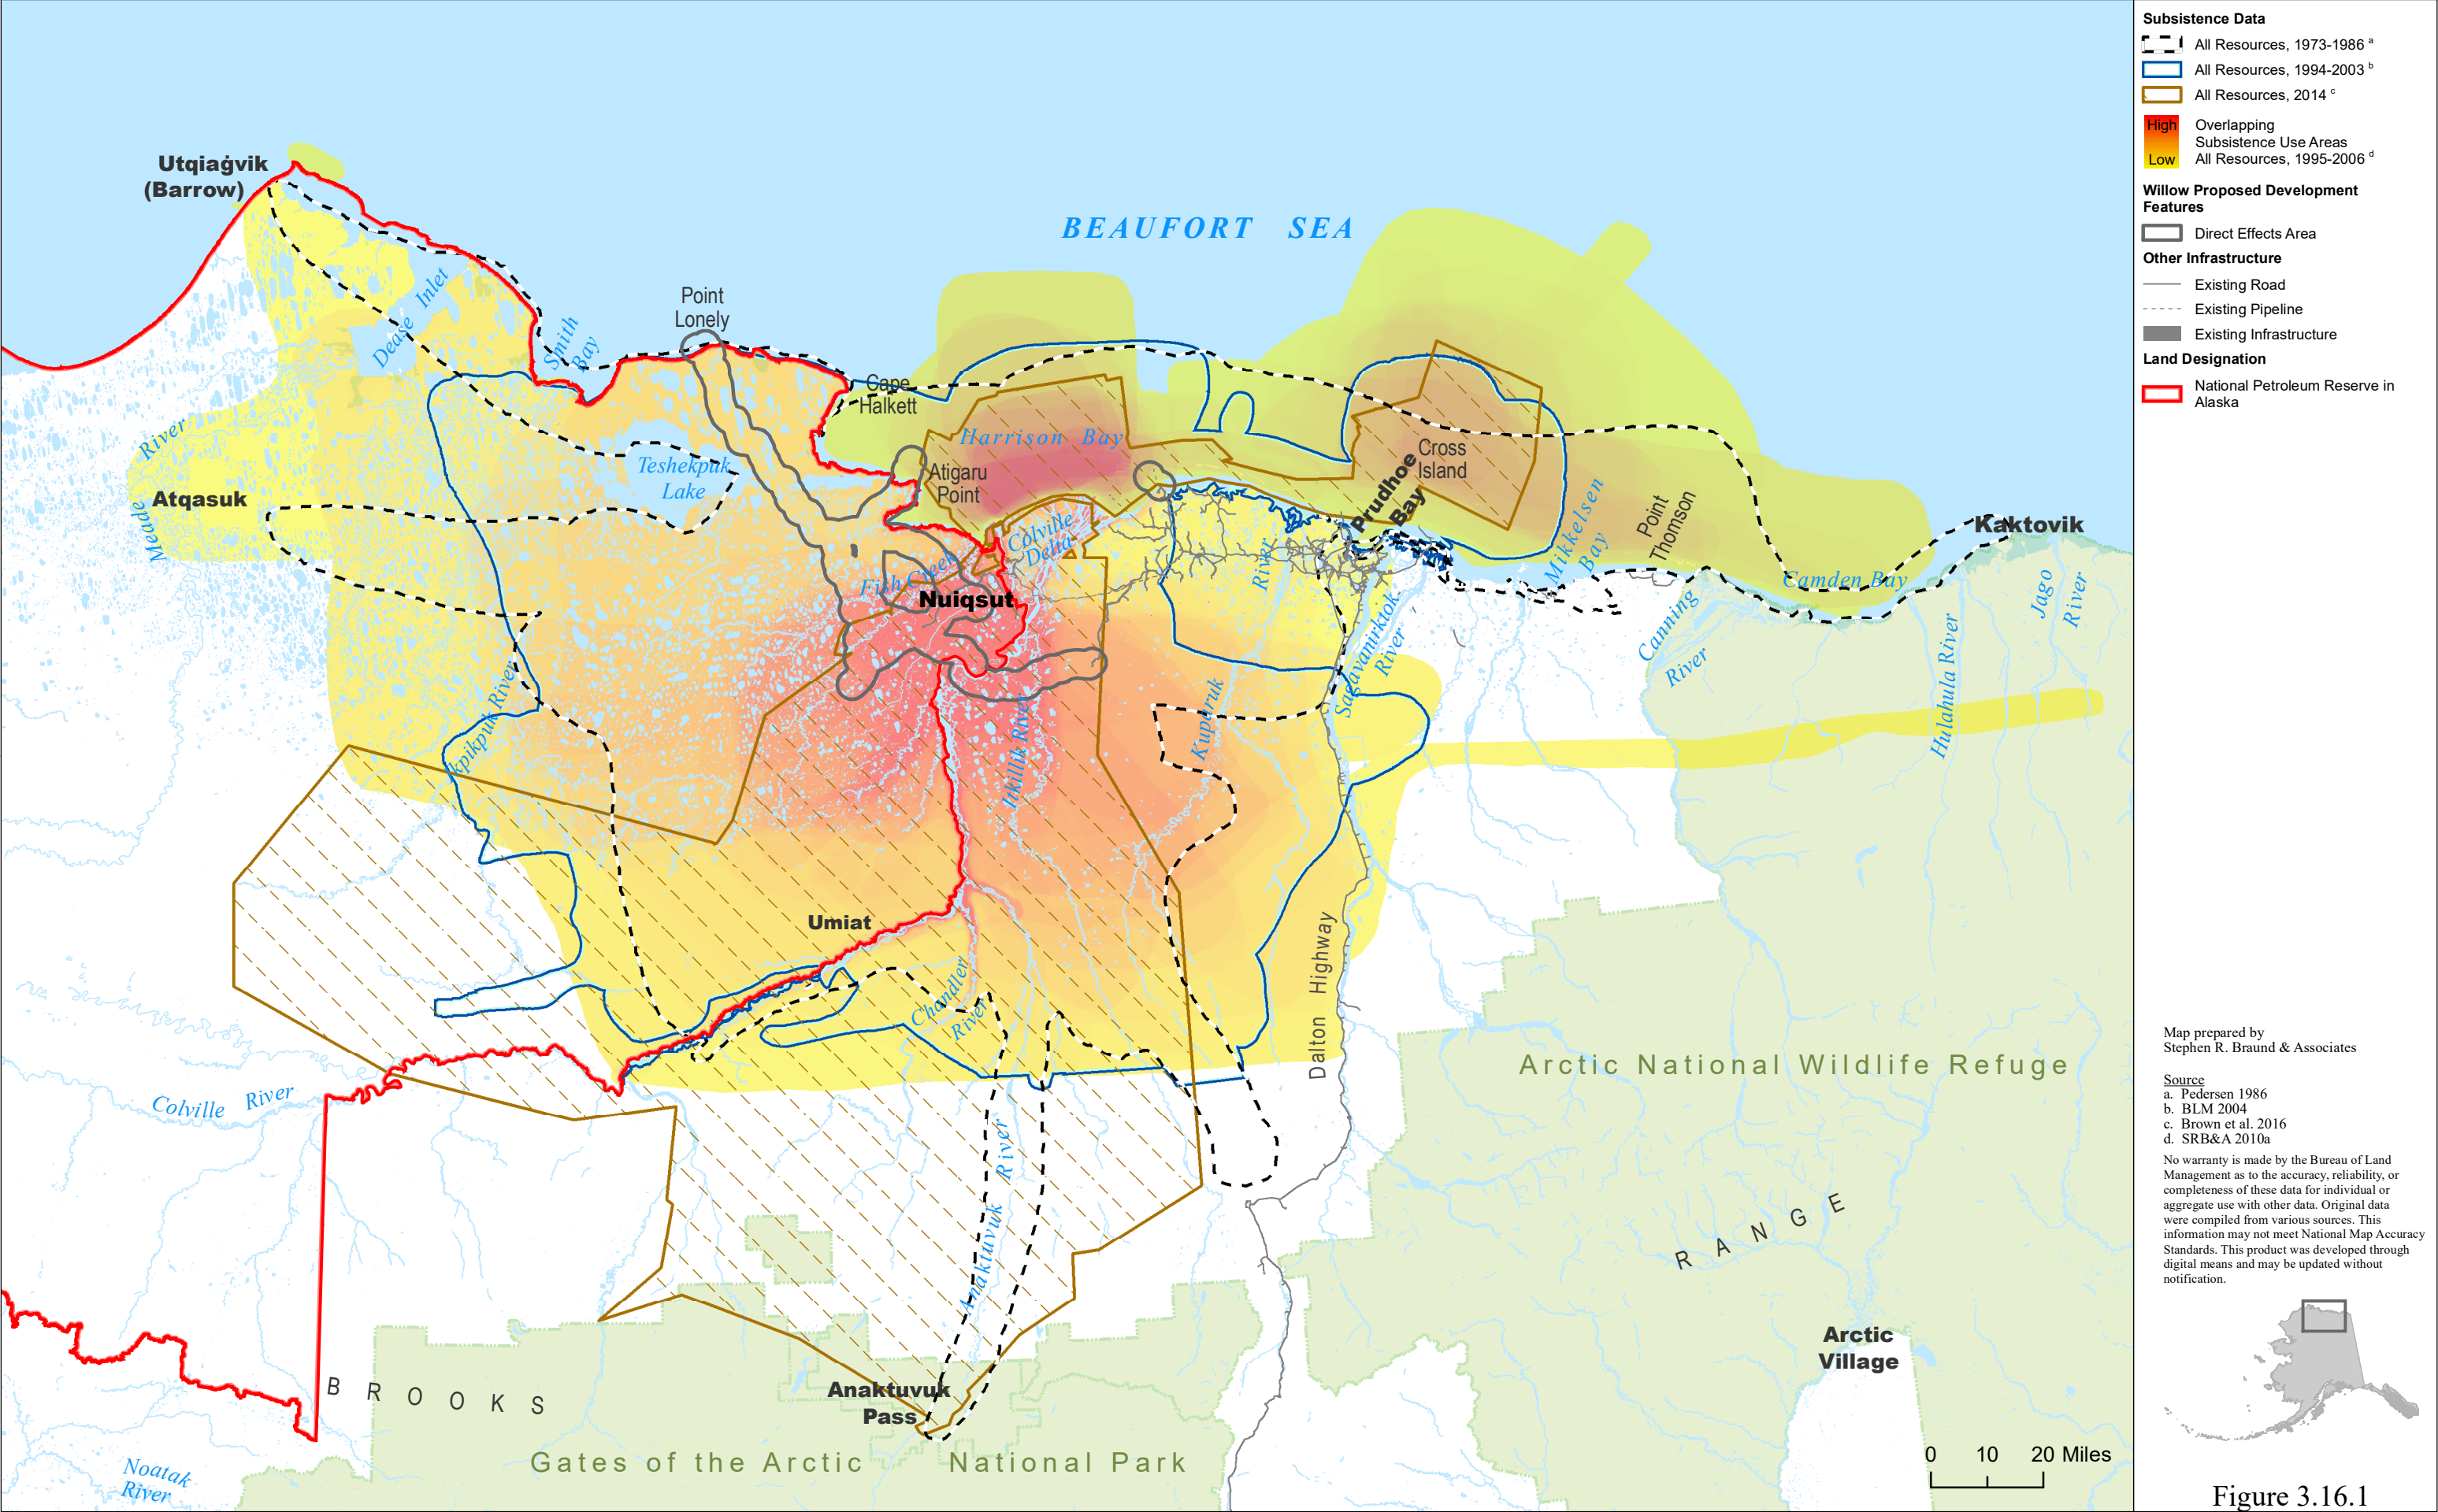 Utqiaġvik
(Barrow)
BEAUFORT SEA
Dease Inlet
Smith
Bay
Point
Lonely
Cape
Halkett
Harrison Bay
Teshekpuk
Lake
Atigaru
Point
Cross
Island
Prudhoe
Bay
Mikkelsen
Bay
Point
Thomson
Kaktovik
Camden Bay
Meade
River
Atqasuk
Colville
Delta
Fish Creek
Nuiqsut
River
Kuparuk
Sagavanirktok
River
Canning
River
Hulahula River
Jago
River
Ikpikpuk River
Itkillik River
Umiat
Chandler
River
Dalton Highway
Arctic National Wildlife Refuge
Colville River
Anaktuvuk River
BROOKS
RANGE
Arctic
Village
Anaktuvuk
Pass
Gates of the Arctic National Park
Noatak
River
0 10 20 Miles
Subsistence Data
All Resources, 1973-1986 a
All Resources, 1994-2003 b
All Resources, 2014 c
High
Low
Overlapping
Subsistence Use Areas
All Resources, 1995-2006 d
Willow Proposed Development
Features
Direct Effects Area
Other Infrastructure
Existing Road
Existing Pipeline
Existing Infrastructure
Land Designation
National Petroleum Reserve in
Alaska
Map prepared by
Stephen R. Braund & Associates
Source
a. Pedersen 1986
b. BLM 2004
c. Brown et al. 2016
d. SRB&A 2010a
No warranty is made by the Bureau of Land
Management as to the accuracy, reliability, or
completeness of these data for individual or
aggregate use with other data. Original data
were compiled from various sources. This
information may not meet National Map Accuracy
Standards. This product was developed through
digital means and may be updated without
notification.
Figure 3.16.1